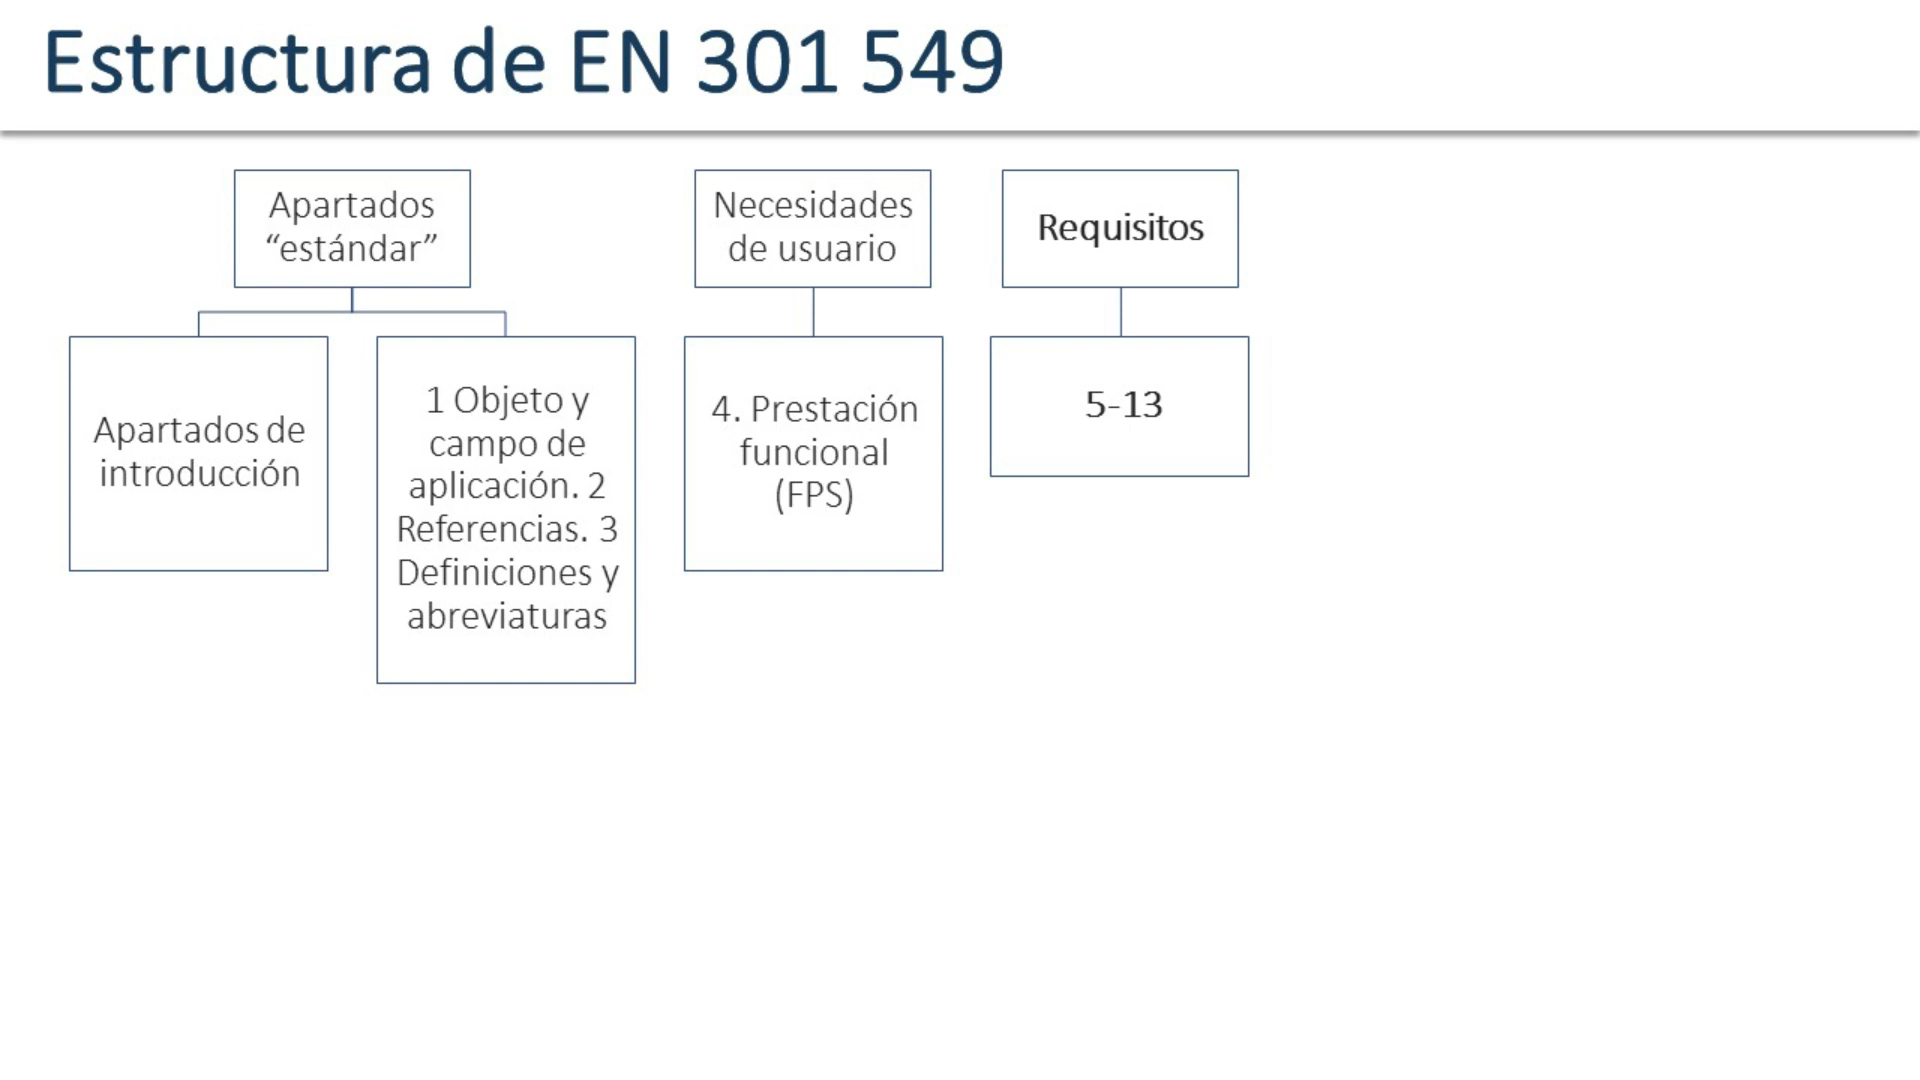 Estructura de EN 301 549
Apartados
“estándar”
Necesidades
de usuario
Requisitos
Apartados de
introducción
1 Objeto y
campo de
aplicación. 2
Referencias. 3
Definiciones y
abreviaturas
4. Prestación
funcional
(FPS)
5-13